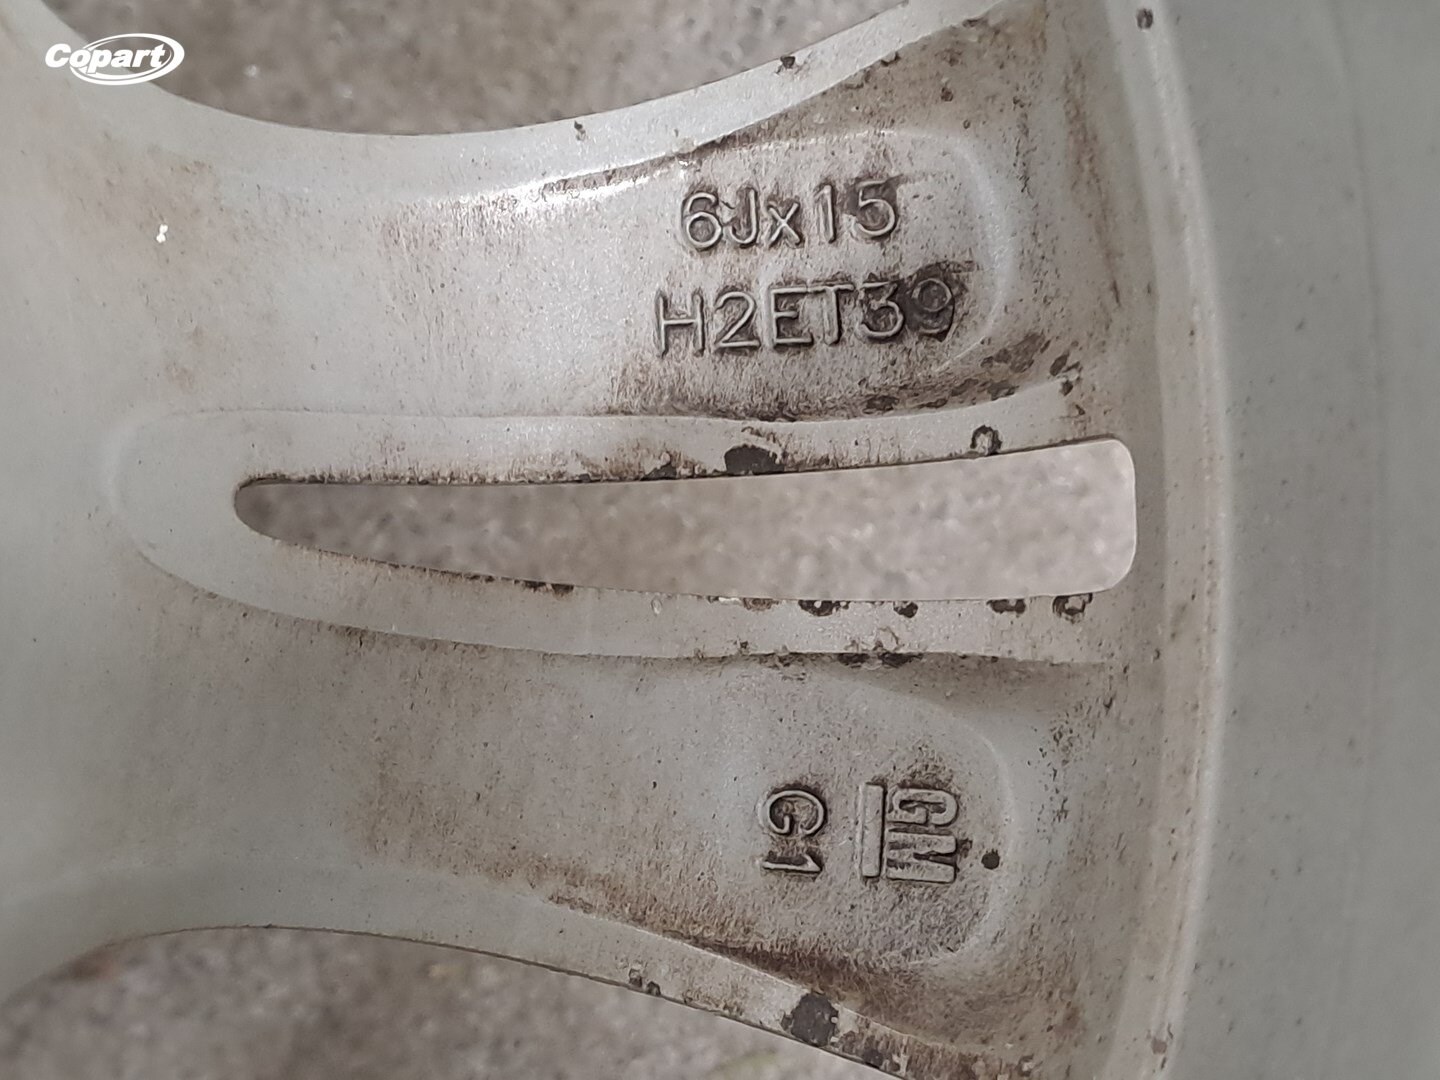 Copart
6Jx15
H2ET39
GM
G1